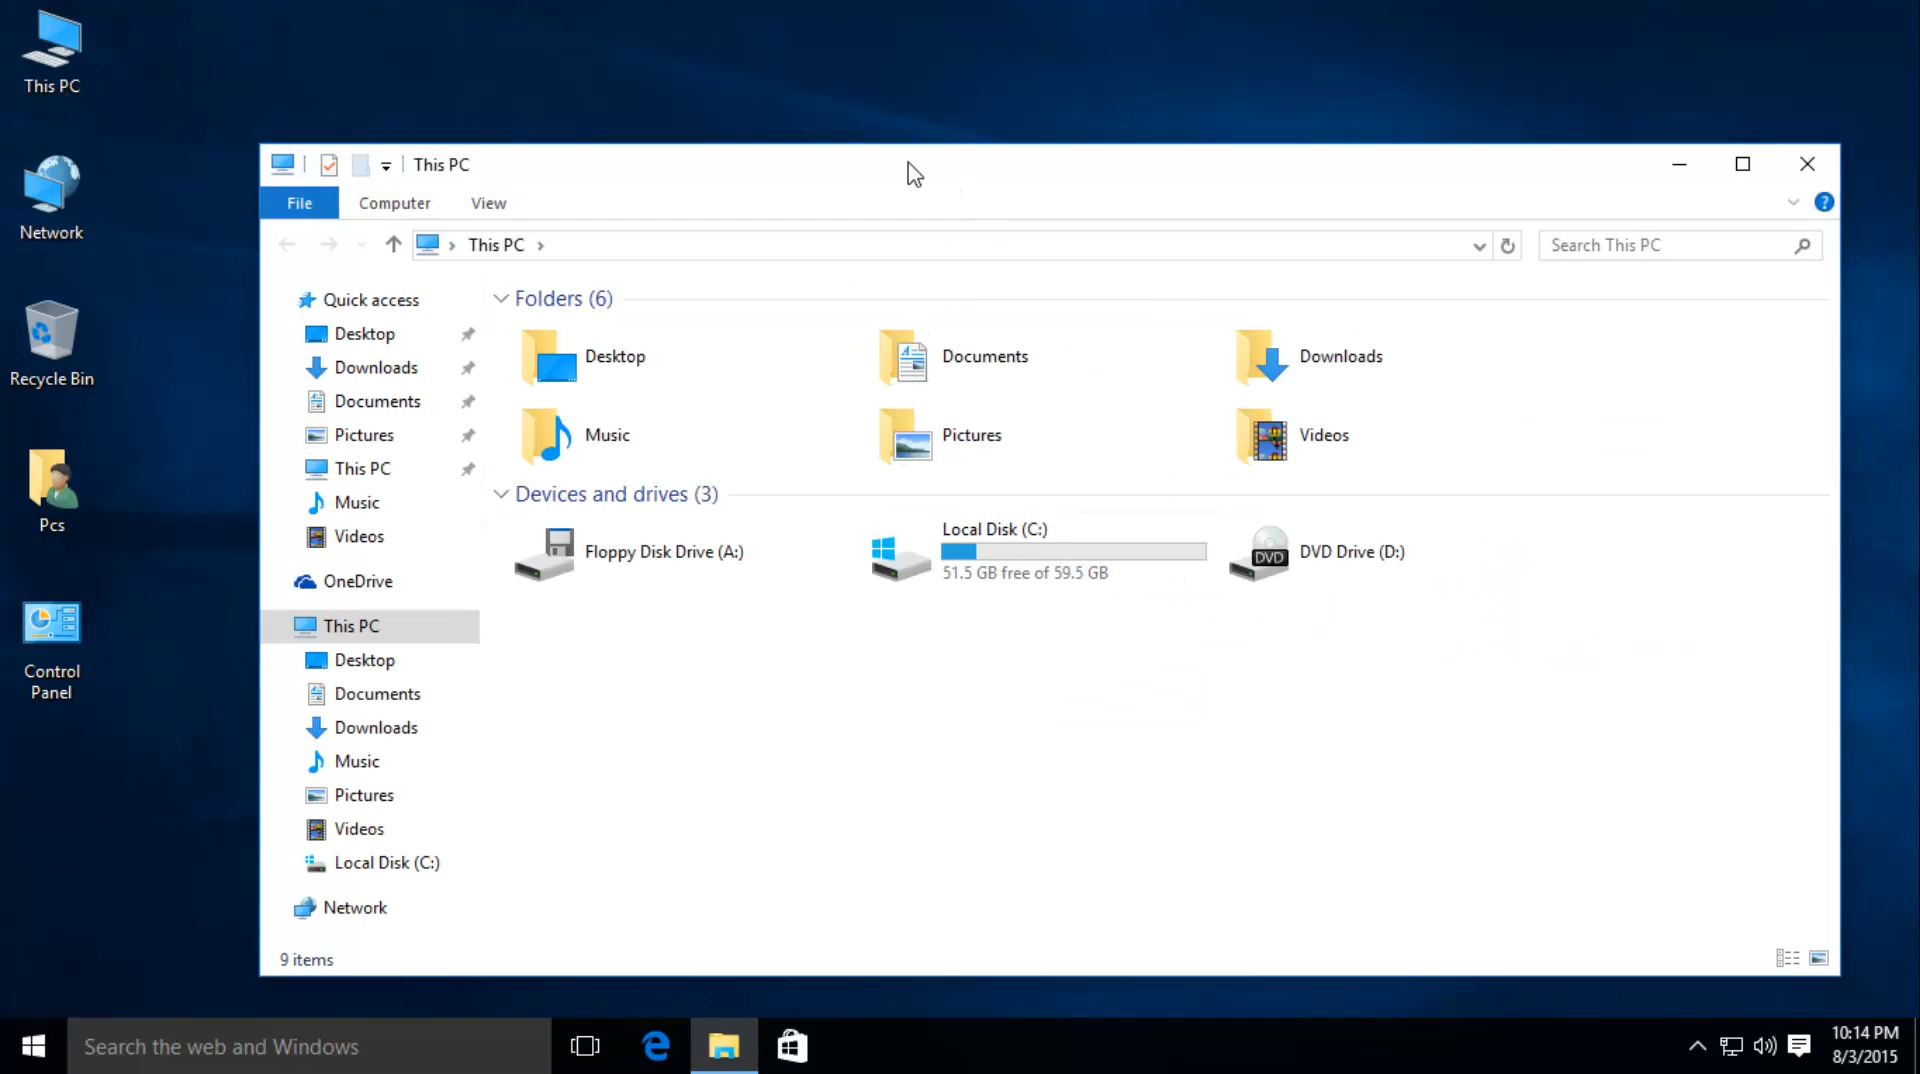 This PC
Network
Recycle Bin
Pcs
Control
Panel
This PC
File
Computer
View
?
This PC
Search This PC
Quick access
Desktop
Downloads
Documents
Pictures
This PC
Music
Videos
OneDrive
This PC
Desktop
Documents
Downloads
Music
Pictures
Videos
Local Disk (C:)
Network
Folders (6)
Desktop
Documents
Downloads
Music
Pictures
Videos
Devices and drives (3)
Floppy Disk Drive (A:)
Local Disk (C:)
51.5 GB free of 59.5 GB
DVD
DVD Drive (D:)
9 items
Search the web and Windows
10:14 PM
8/3/2015